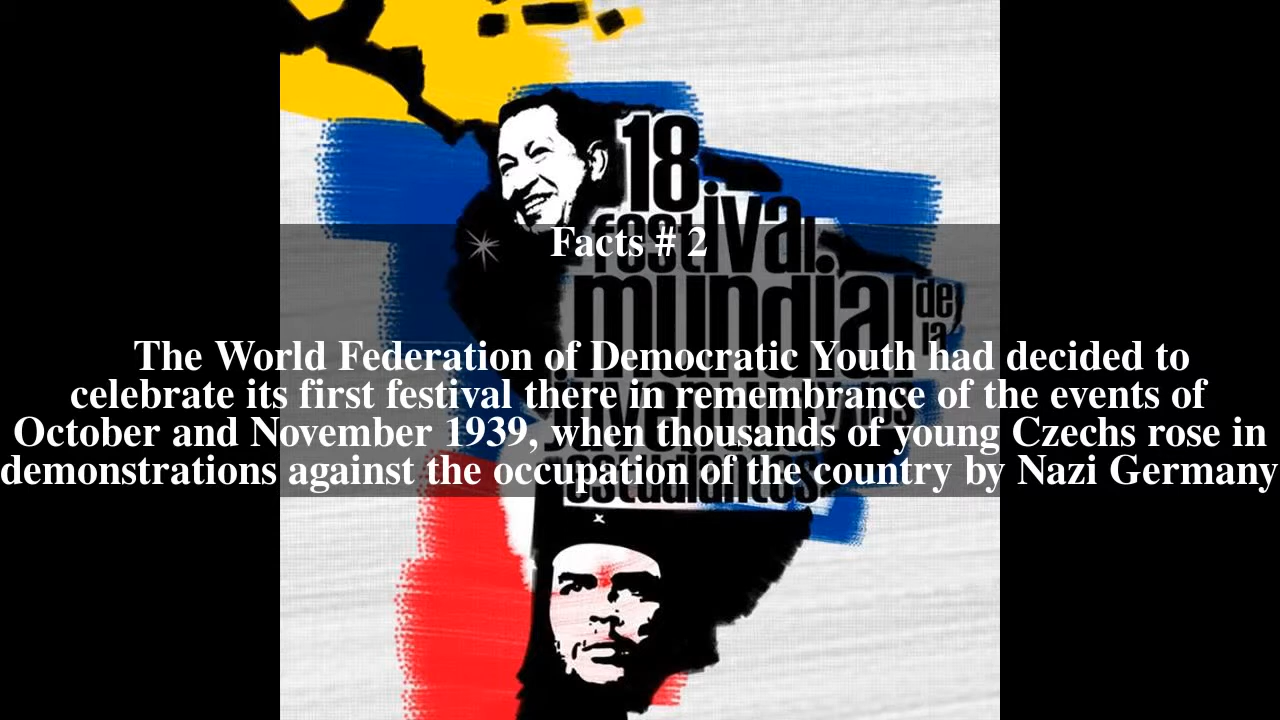 18
festival
mundial
de
la
Facts # 2
The World Federation of Democratic Youth had decided to
celebrate its first festival there in remembrance of the events of
October and November 1939, when thousands of young Czechs rose in
demonstrations against the occupation of the country by Nazi Germany
estudiantes